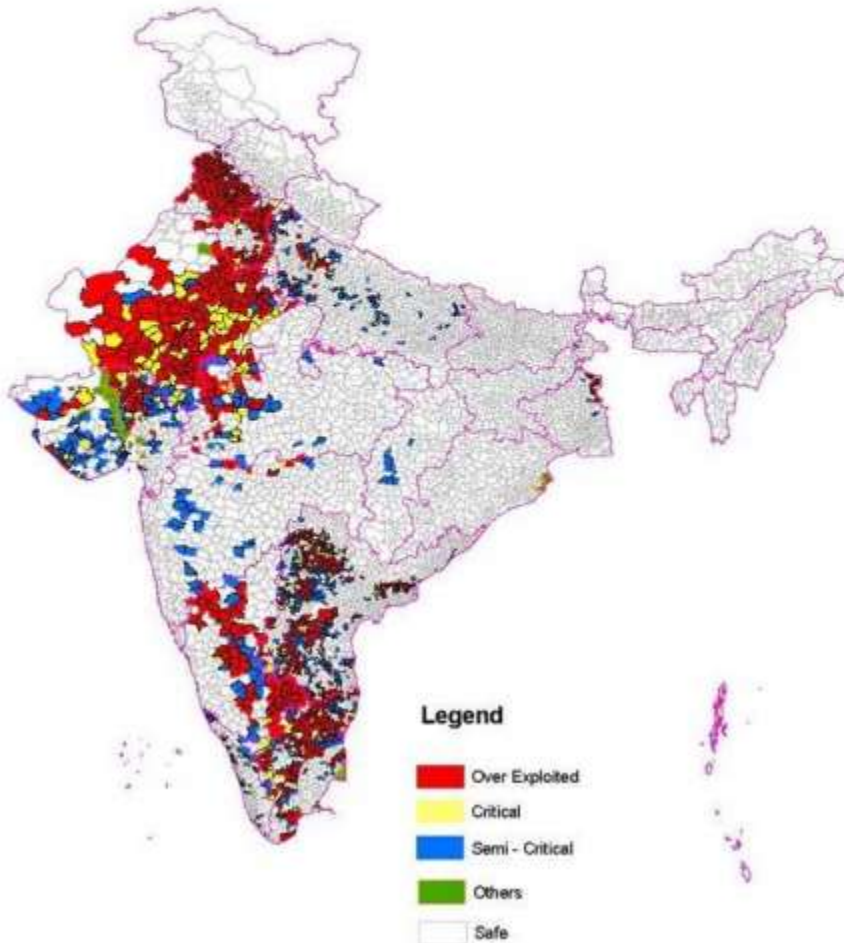 Legend
Over Exploited
Critical
Semi - Critical
Others
Safe